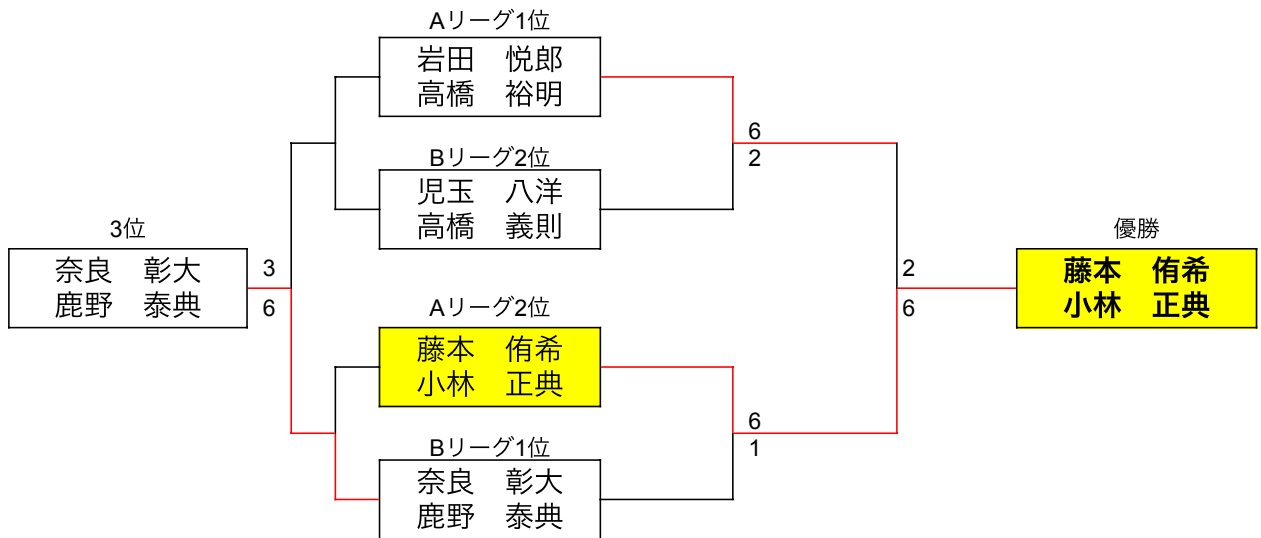 Aリーグ1位
岩田　悦郎
高橋　裕明
6
2
Bリーグ2位
児玉　八洋
高橋　義則
3位
奈良　彰大
鹿野　泰典
3
6
優勝
藤本　侑希
小林　正典
2
6
Aリーグ2位
藤本　侑希
小林　正典
6
1
Bリーグ1位
奈良　彰大
鹿野　泰典